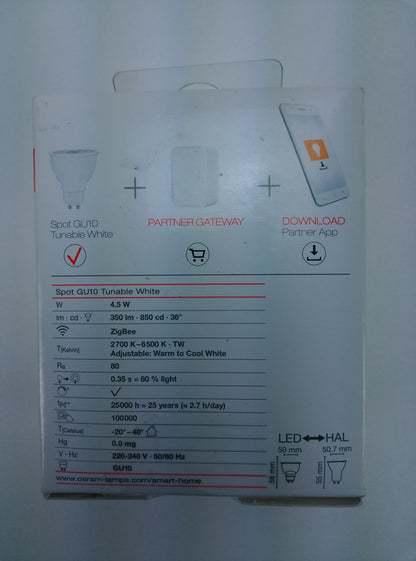 Spot GU10
Tunable White
+
PARTNER GATEWAY
+
DOWNLOAD
Partner App
Spot GU10 Tunable White
W 4.5 W
lm · cd · 350 lm · 850 cd · 36°
ZigBee
T[Kelvin] 2700 K–6500 K · TW
Adjustable: Warm to Cool White
Ra 80
0.35 s = 60 % light
25000 h = 25 years (≈ 2.7 h/day)
100000
T[Celsius] -20°- 40°
Hg 0.0 mg
V · Hz 220-240 V · 50/60 Hz
GU10
www.osram-lamps.com/smart-home
LED HAL
50 mm 50.7 mm
58 mm
55 mm